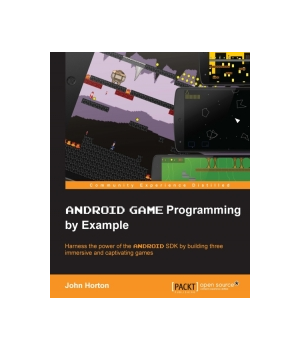 Community Experience Distilled
ANDROID GAME Programming
by Example
Harness the power of the ANDROID SDK by building three
immersive and captivating games
John Horton
PACKT
open source
PUBLISHING